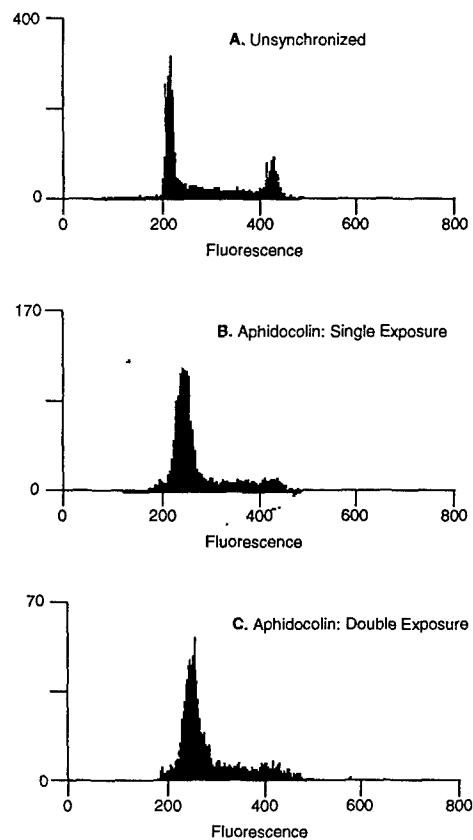 400
A. Unsynchronized
0
0 200 400 600 800
Fluorescence
170
B. Aphidocolin: Single Exposure
0
0 200 400 600 800
Fluorescence
70
C. Aphidocolin: Double Exposure
0
0 200 400 600 800
Fluorescence